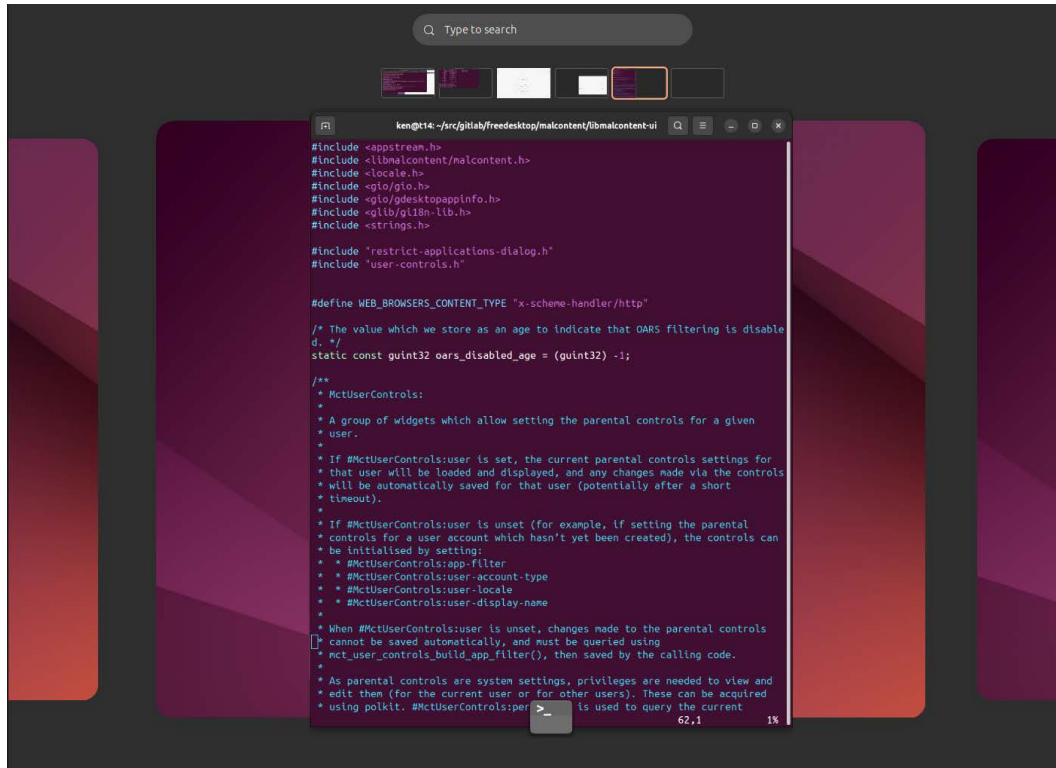 Type to search
ken@t14: ~/src/gitlab/freedesktop/malcontent/libmalcontent-ui
#include <appstream.h>
#include <libmalcontent/malcontent.h>
#include <locale.h>
#include <gio/gio.h>
#include <gio/gdesktopappinfo.h>
#include <glib/gi18n-lib.h>
#include <strings.h>
#include "restrict-applications-dialog.h"
#include "user-controls.h"
#define WEB_BROWSERS_CONTENT_TYPE "x-scheme-handler/http"
/* The value which we store as an age to indicate that OARS filtering is disable
d. */
static const guint32 oars_disabled_age = (guint32) -1;
/**
* MctUserControls:
*
* A group of widgets which allow setting the parental controls for a given
* user.
*
* If #MctUserControls:user is set, the current parental controls settings for
* that user will be loaded and displayed, and any changes made via the controls
* will be automatically saved for that user (potentially after a short
* timeout).
*
* If #MctUserControls:user is unset (for example, if setting the parental
* controls for a user account which hasn't yet been created), the controls can
* be initialised by setting:
*  * #MctUserControls:app-filter
*  * #MctUserControls:user-account-type
*  * #MctUserControls:user-locale
*  * #MctUserControls:user-display-name
*
* When #MctUserControls:user is unset, changes made to the parental controls
* cannot be saved automatically, and must be queried using
* mct_user_controls_build_app_filter(), then saved by the calling code.
*
* As parental controls are system settings, privileges are needed to view and
* edit them (for the current user or for other users). These can be acquired
* using polkit. #MctUserControls:per is used to query the current
62,1 1%